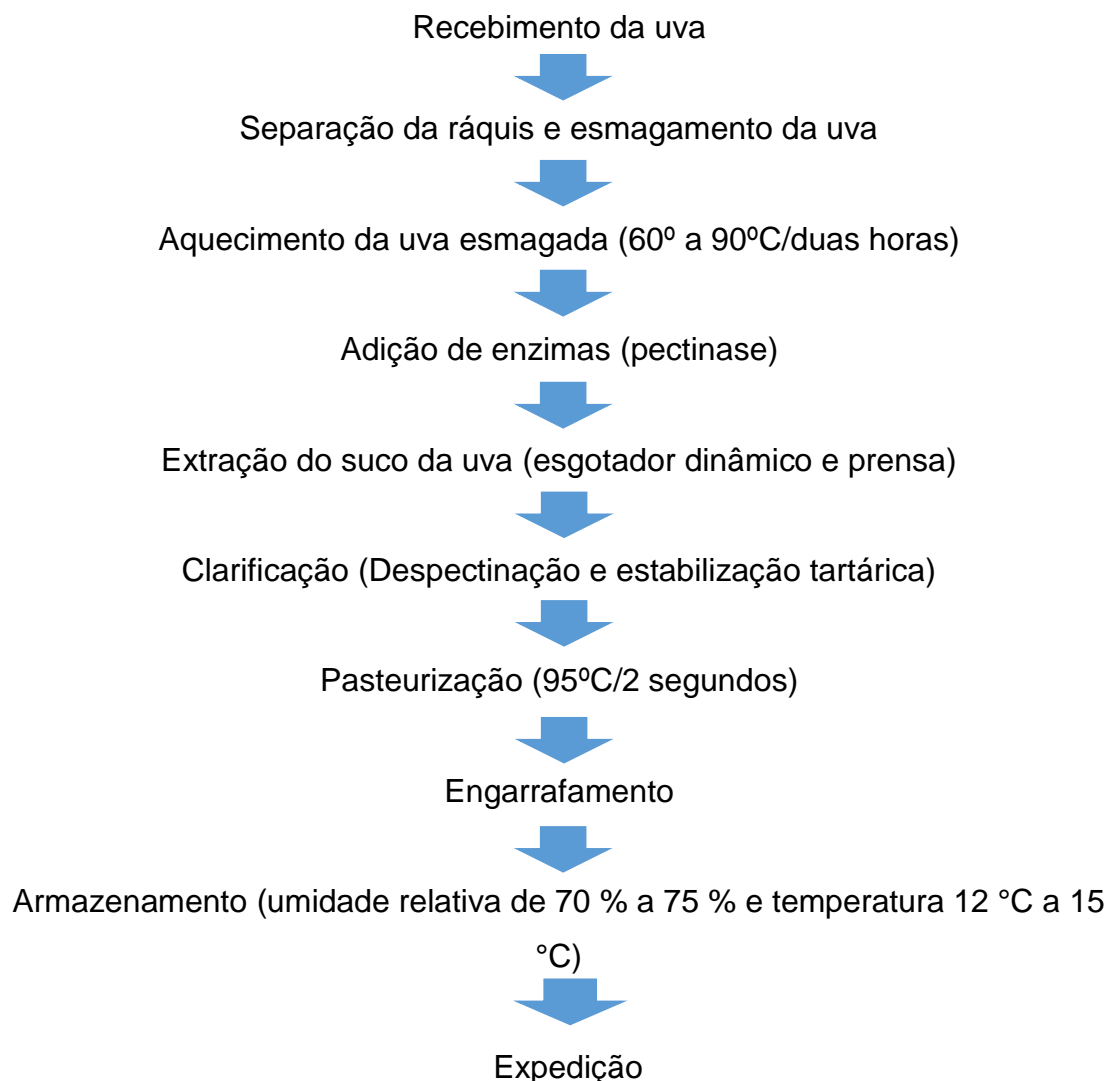 Recebimento da uva
Separação da ráquis e esmagamento da uva
Aquecimento da uva esmagada (60º a 90ºC/duas horas)
Adição de enzimas (pectinase)
Extração do suco da uva (esgotador dinâmico e prensa)
Clarificação (Despectinação e estabilização tartárica)
Pasteurização (95ºC/2 segundos)
Engarrafamento
Armazenamento (umidade relativa de 70 % a 75 % e temperatura 12 °C a 15
°C)
Expedição